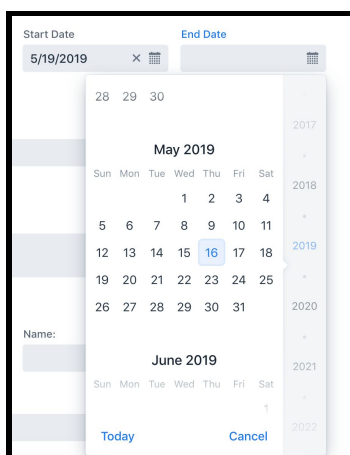 Start Date End Date
5/19/2019
28 29 30
2017
May 2019
Sun Mon Tue Wed Thu Fri Sat
2018
1 2 3 4
5 6 7 8 9 10 11
12 13 14 15 16 17 18
2019
19 20 21 22 23 24 25
26 27 28 29 30 31
2020
Name:
June 2019
2021
Sun Mon Tue Wed Thu Fri Sat
1
Today Cancel
2022